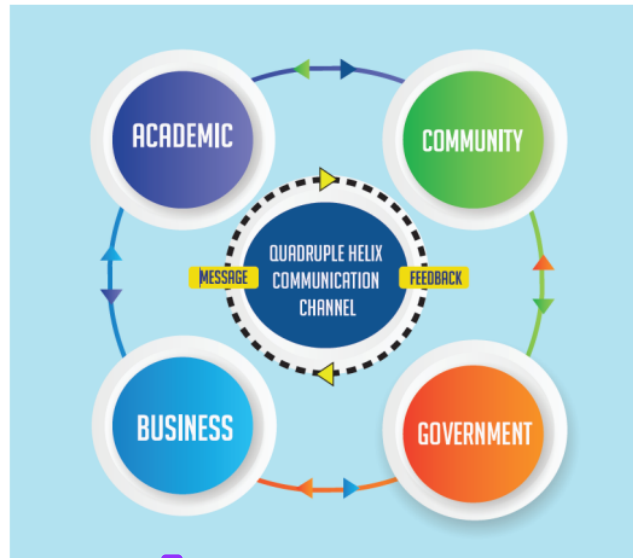 ACADEMIC
COMMUNITY
QUADRUPLE HELIX
COMMUNICATION
CHANNEL
MESSAGE
FEEDBACK
BUSINESS
GOVERNMENT